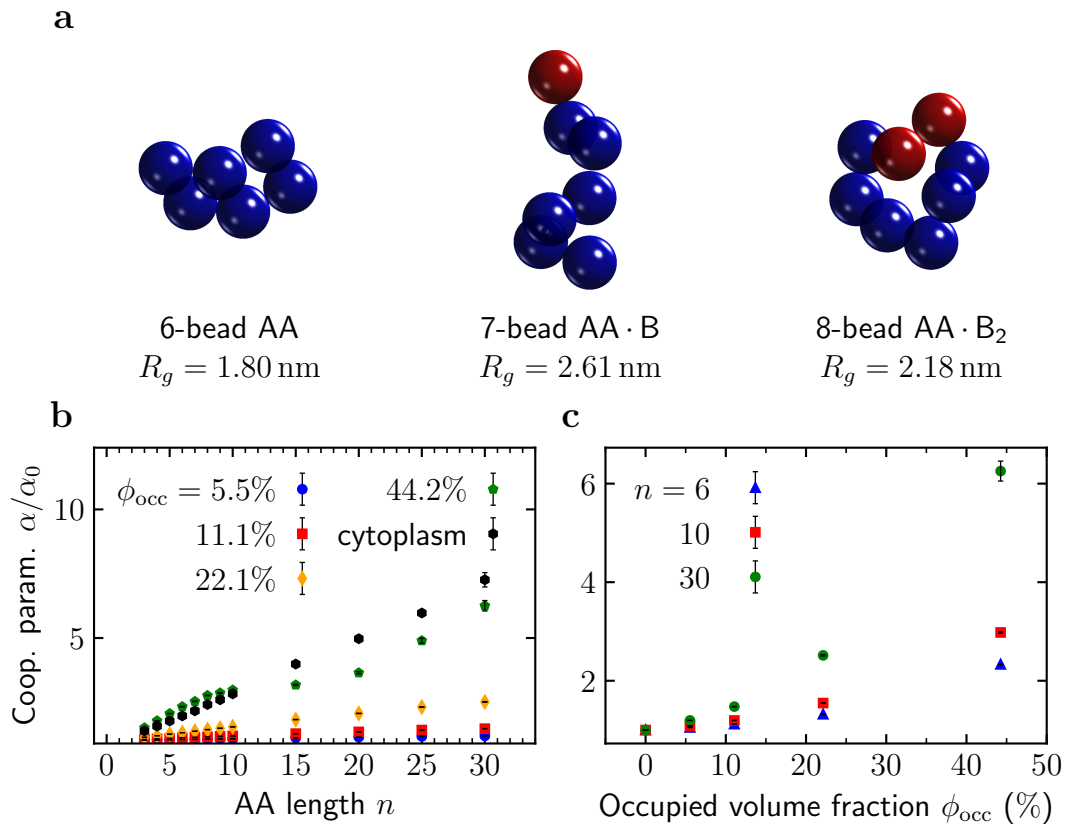 a
6-bead AA
R_g = 1.80 nm
7-bead AA · B
R_g = 2.61 nm
8-bead AA · B₂
R_g = 2.18 nm
b
Coop. param. α/α₀
10
5
ϕ_occ = 5.5%
11.1%
22.1%
44.2%
cytoplasm
0 5 10 15 20 25 30
AA length n
c
6
4
2
n = 6
10
30
0 10 20 30 40 50
Occupied volume fraction ϕ_occ (%)